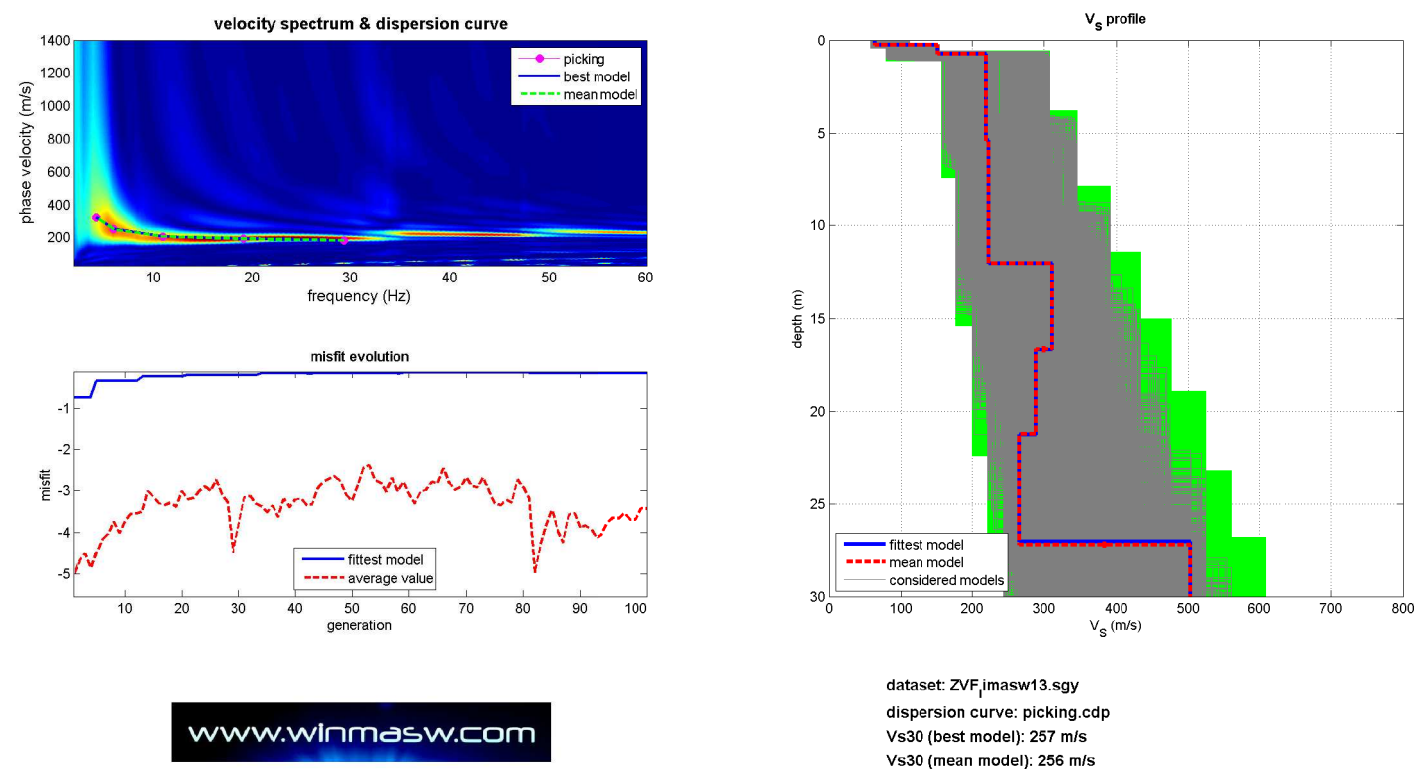 velocity spectrum & dispersion curve
1400
1200
1000
800
600
400
200
phase velocity (m/s)
picking
best model
mean model
10
20
30
40
50
60
frequency (Hz)
misfit evolution
-1
-2
-3
-4
-5
misfit
fittest model
average value
10
20
30
40
50
60
70
80
90
100
generation
www.winmasw.com
VS profile
0
5
10
15
20
25
30
depth (m)
fittest model
mean model
considered models
0
100
200
300
400
500
600
700
800
VS (m/s)
dataset: ZVFlimasw13.sgy
dispersion curve: picking.cdp
Vs30 (best model): 257 m/s
Vs30 (mean model): 256 m/s